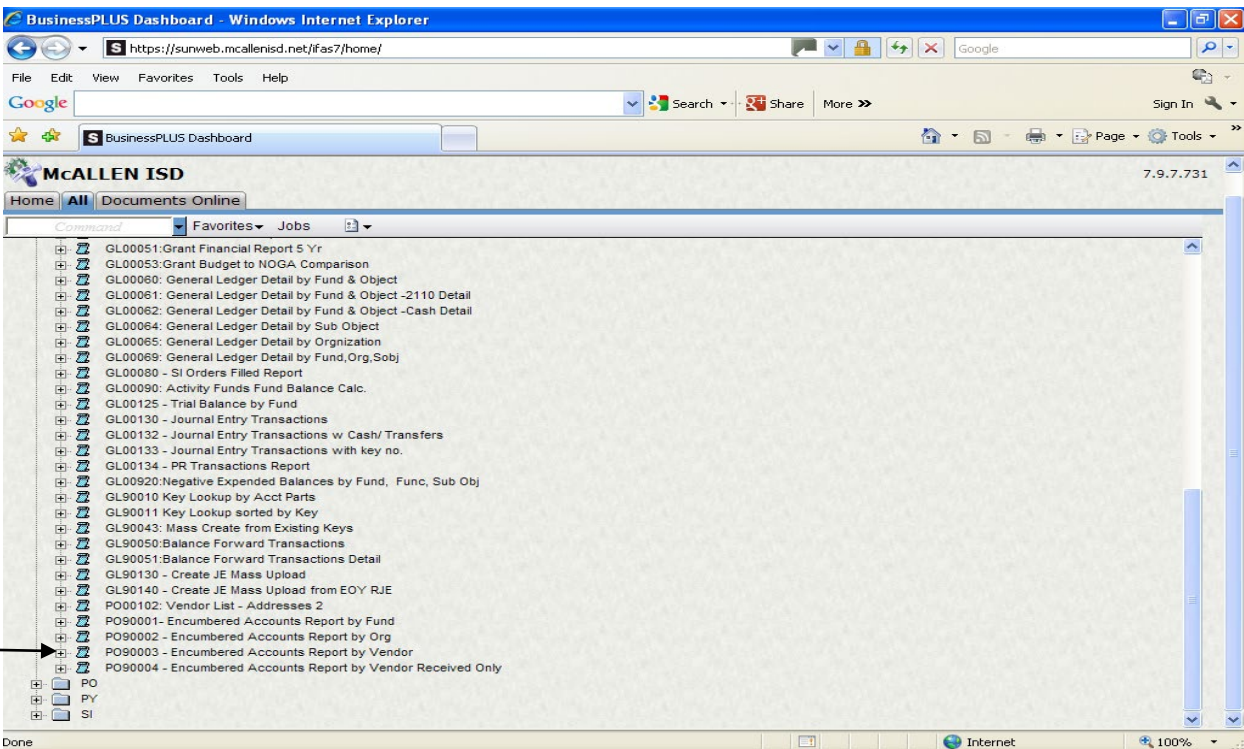 BusinessPLUS Dashboard - Windows Internet Explorer
S https://sunweb.mcallenisd.net/ifas7/home/ Google
File Edit View Favorites Tools Help
Google Search Share More >> Sign In
S BusinessPLUS Dashboard Page Tools >>
MCALLEN ISD 7.9.7.731
Home All Documents Online
Command Favorites Jobs
GL00051:Grant Financial Report 5 Yr
GL00053:Grant Budget to NOGA Comparison
GL00060: General Ledger Detail by Fund & Object
GL00061: General Ledger Detail by Fund & Object -2110 Detail
GL00062: General Ledger Detail by Fund & Object -Cash Detail
GL00064: General Ledger Detail by Sub Object
GL00065: General Ledger Detail by Orgnization
GL00069: General Ledger Detail by Fund,Org,Sobj
GL00080 - SI Orders Filled Report
GL00090: Activity Funds Fund Balance Calc.
GL00125 - Trial Balance by Fund
GL00130 - Journal Entry Transactions
GL00132 - Journal Entry Transactions w Cash/ Transfers
GL00133 - Journal Entry Transactions with key no.
GL00134 - PR Transactions Report
GL00920:Negative Expended Balances by Fund, Func, Sub Obj
GL90010 Key Lookup by Acct Parts
GL90011 Key Lookup sorted by Key
GL90043: Mass Create from Existing Keys
GL90050:Balance Forward Transactions
GL90051:Balance Forward Transactions Detail
GL90130 - Create JE Mass Upload
GL90140 - Create JE Mass Upload from EOY RJE
PO00102: Vendor List - Addresses 2
PO90001- Encumbered Accounts Report by Fund
PO90002 - Encumbered Accounts Report by Org
PO90003 - Encumbered Accounts Report by Vendor
PO90004 - Encumbered Accounts Report by Vendor Received Only
PO
PY
SI
Done Internet 100%